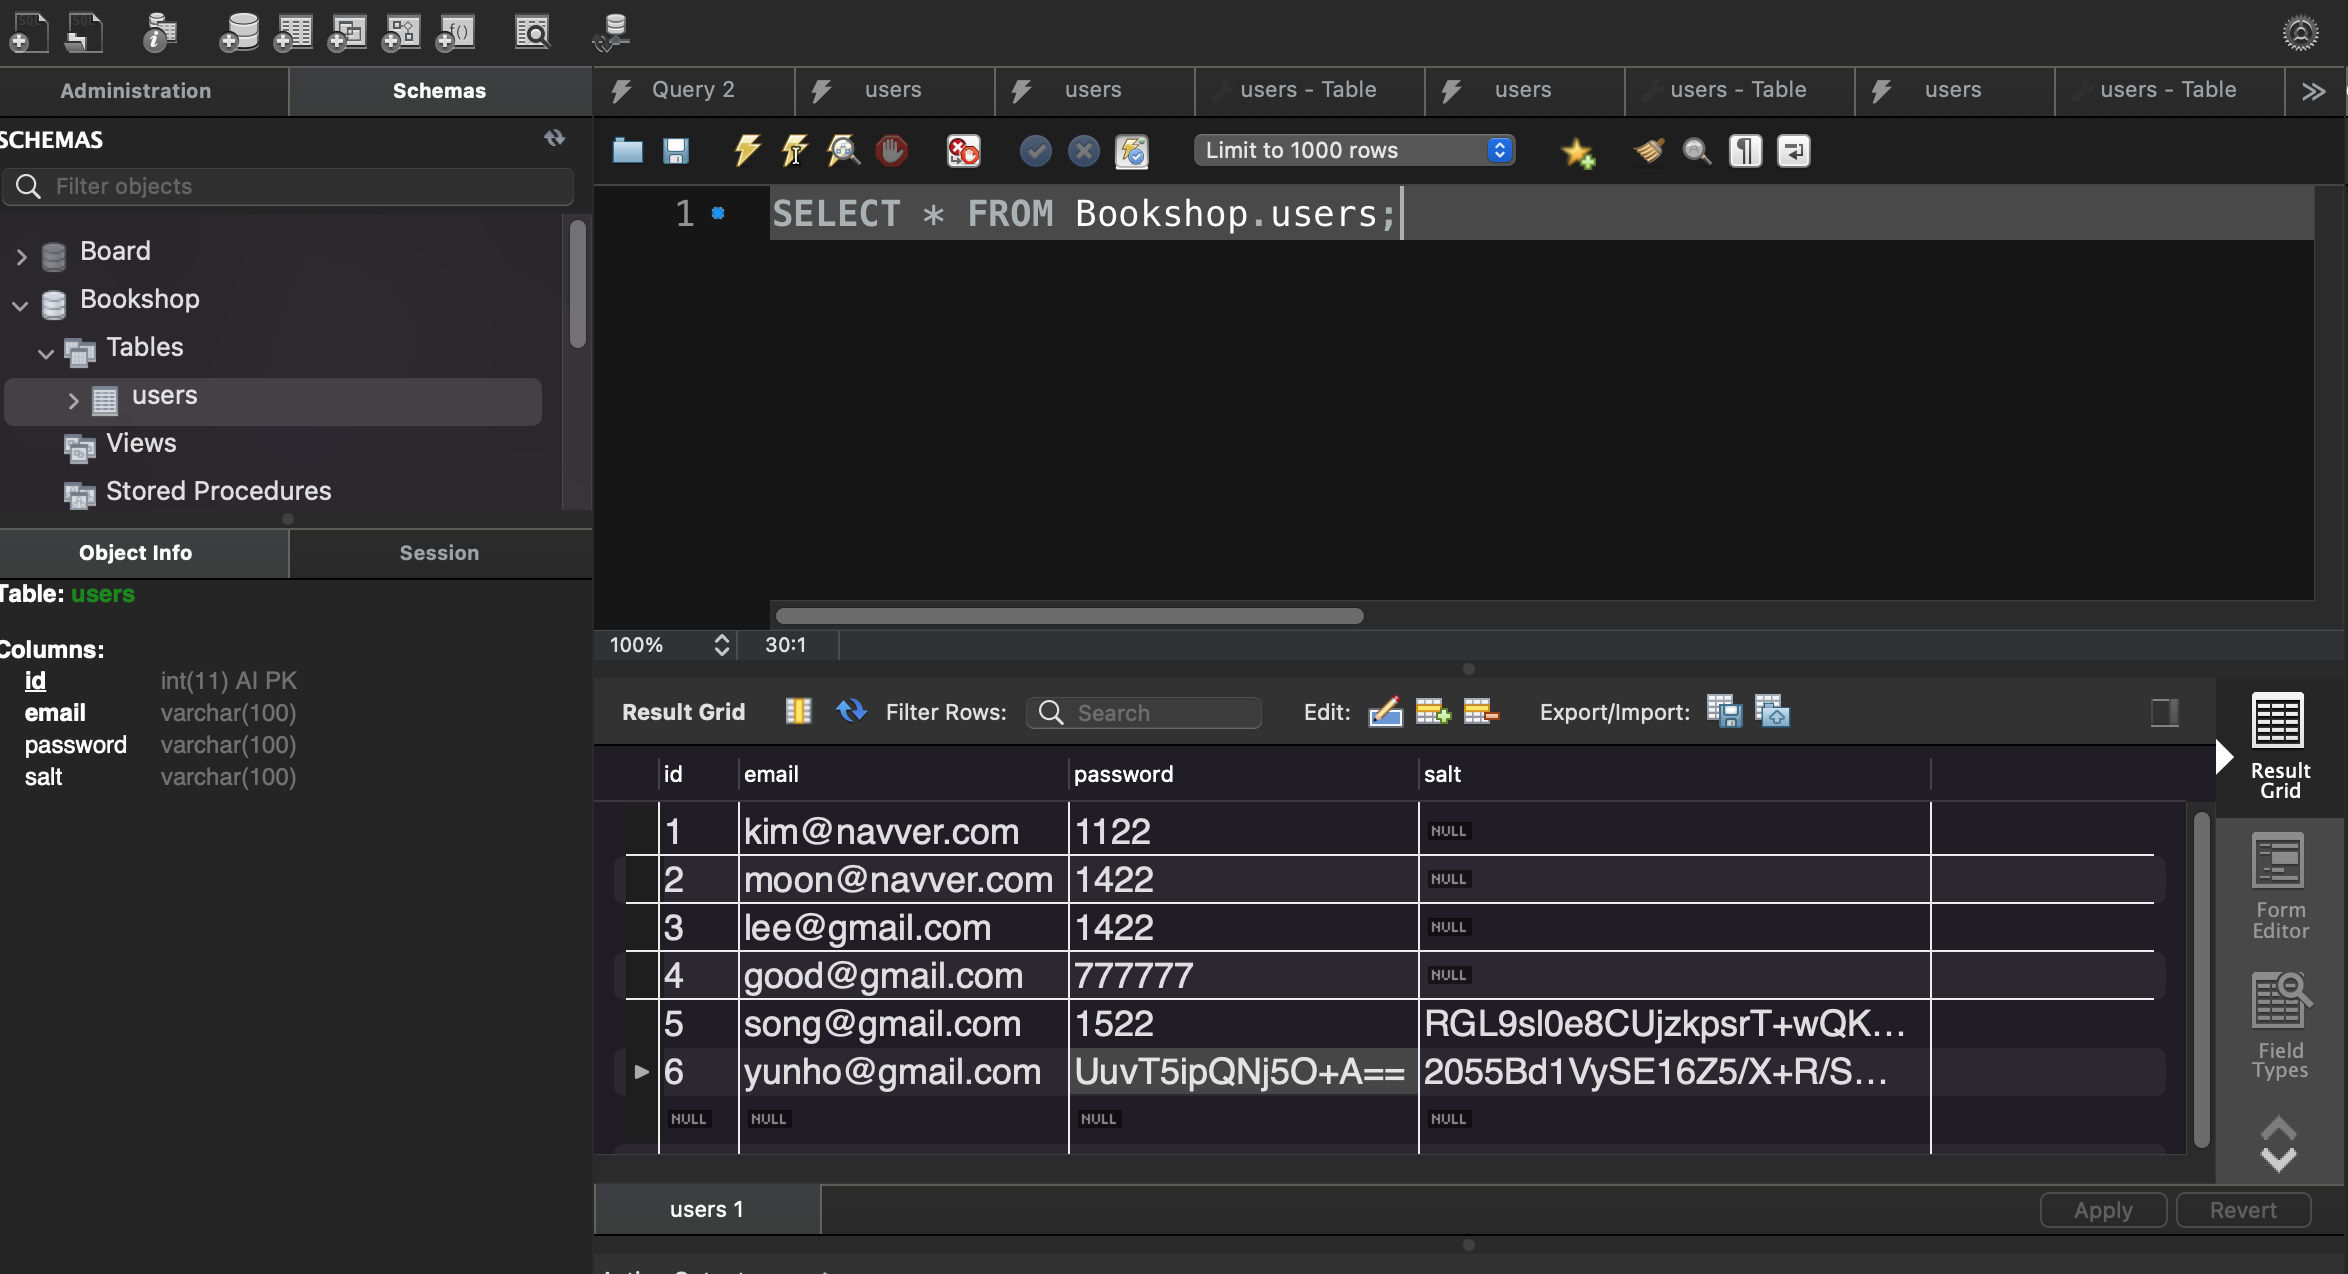 Administration
Schemas
Query 2
users
users
users - Table
users
users - Table
users
users - Table
SCHEMAS
Filter objects
Limit to 1000 rows
Board
Bookshop
Tables
users
Views
Stored Procedures
1
SELECT * FROM Bookshop.users;
Object Info
Session
Table: users
Columns:
id int(11) AI PK
email varchar(100)
password varchar(100)
salt varchar(100)
100%
30:1
Result Grid
Filter Rows:
Search
Edit:
Export/Import:
id email password salt
1 kim@navver.com 1122 NULL
2 moon@navver.com 1422 NULL
3 lee@gmail.com 1422 NULL
4 good@gmail.com 777777 NULL
5 song@gmail.com 1522 RGL9sl0e8CUjzkpsrT+wQK...
6 yunho@gmail.com UuvT5ipQNj5O+A== 2055Bd1VySE16Z5/X+R/S...
NULL NULL NULL NULL
Result
Grid
Form
Editor
Field
Types
users 1
Apply
Revert